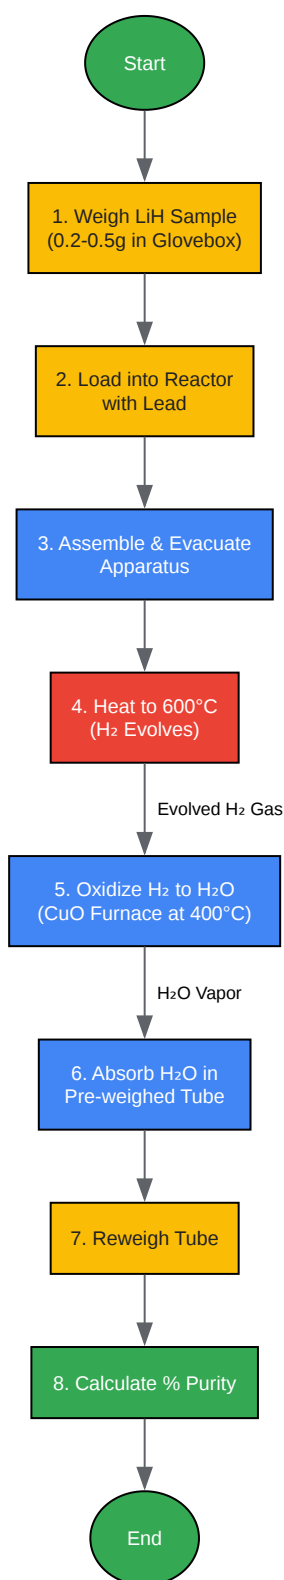 Start
1. Weigh LiH Sample
(0.2-0.5g in Glovebox)
2. Load into Reactor
with Lead
3. Assemble & Evacuate
Apparatus
4. Heat to 600°C
(H₂ Evolves)
Evolved H₂ Gas
5. Oxidize H₂ to H₂O
(CuO Furnace at 400°C)
H₂O Vapor
6. Absorb H₂O in
Pre-weighed Tube
7. Reweigh Tube
8. Calculate % Purity
End